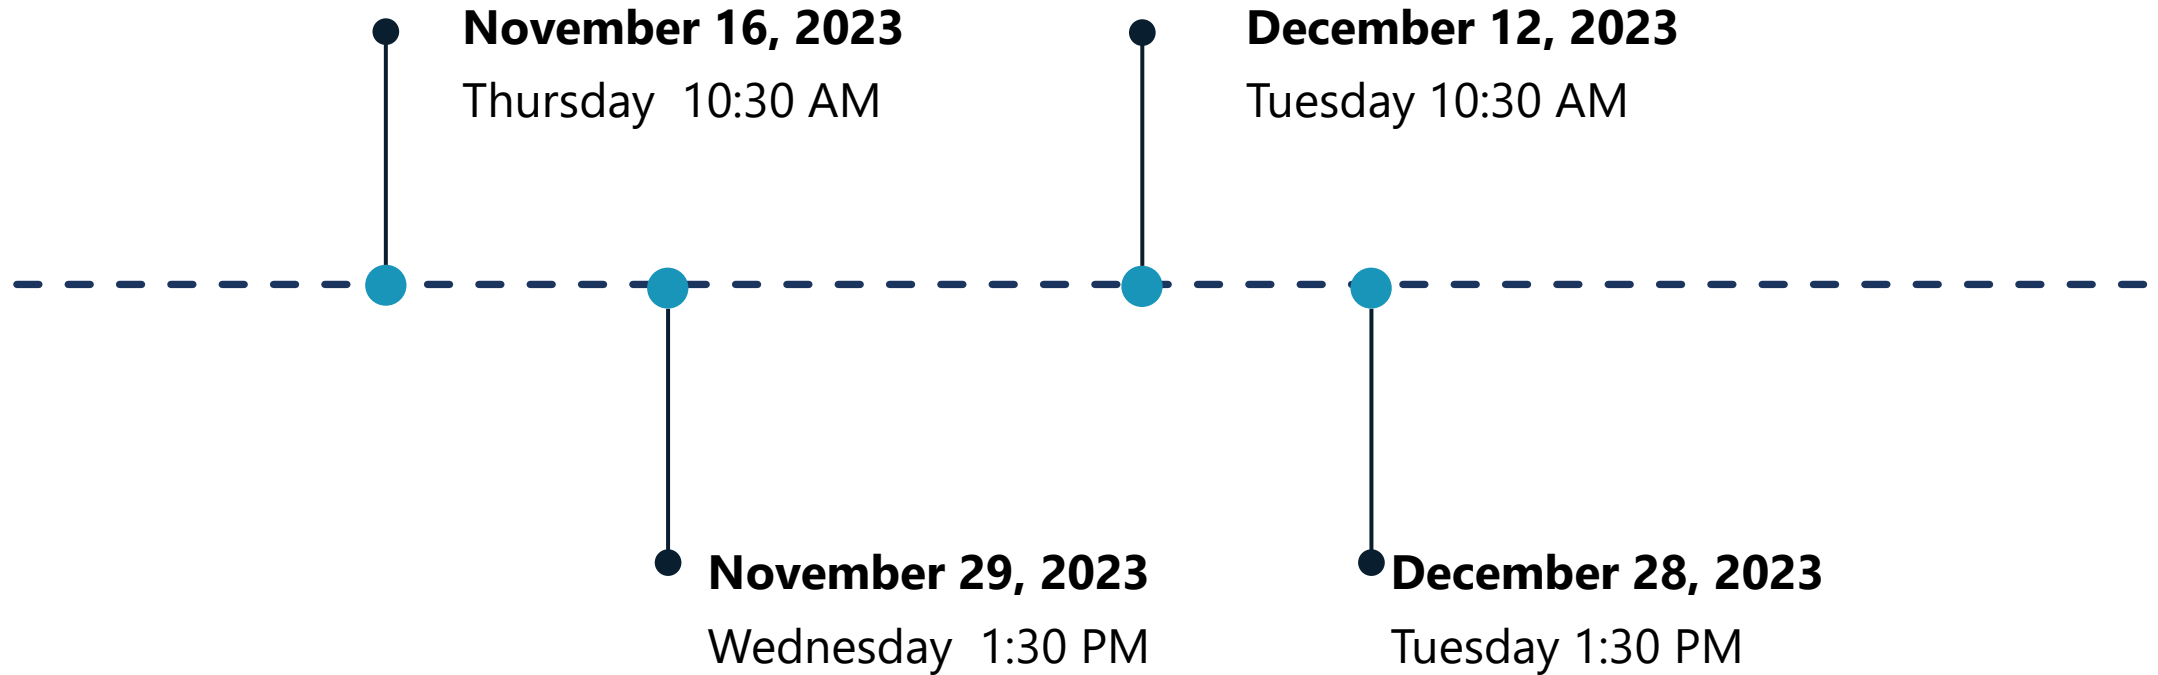 November 16, 2023
Thursday  10:30 AM
November 29, 2023
Wednesday  1:30 PM
December 12, 2023
Tuesday 10:30 AM
December 28, 2023
Tuesday 1:30 PM